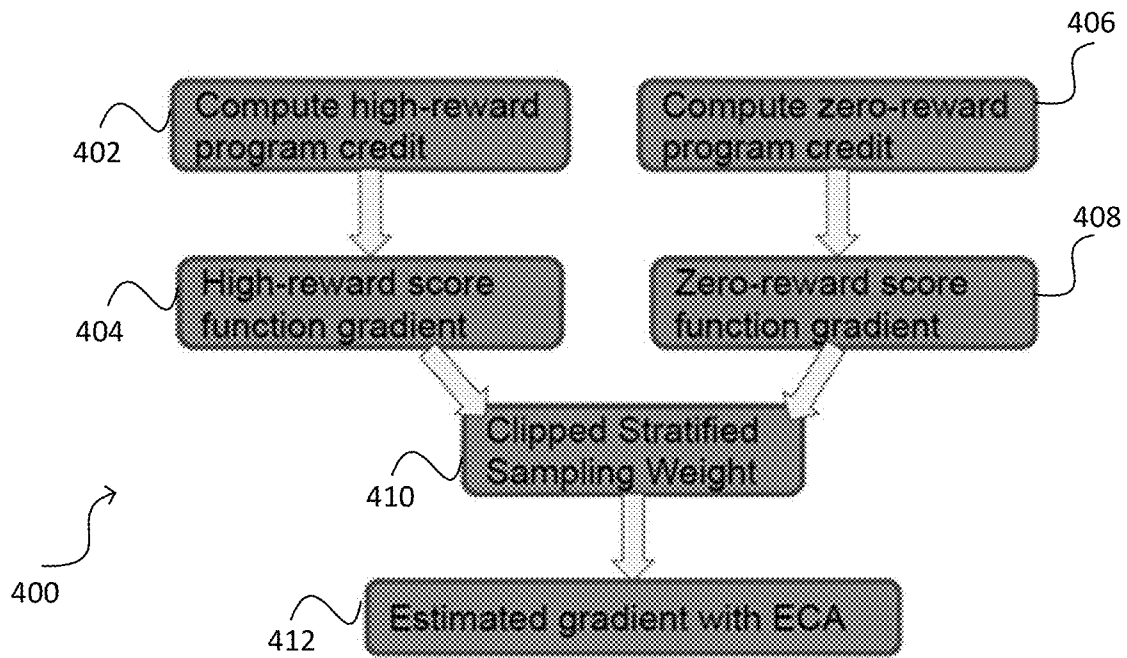 406
Compute high-reward
program credit
Compute zero-reward
program credit
402
408
High-reward score
function gradient
Zero-reward score
function gradient
404
Clipped Stratified
Sampling Weight
410
400
Estimated gradient with ECA
412